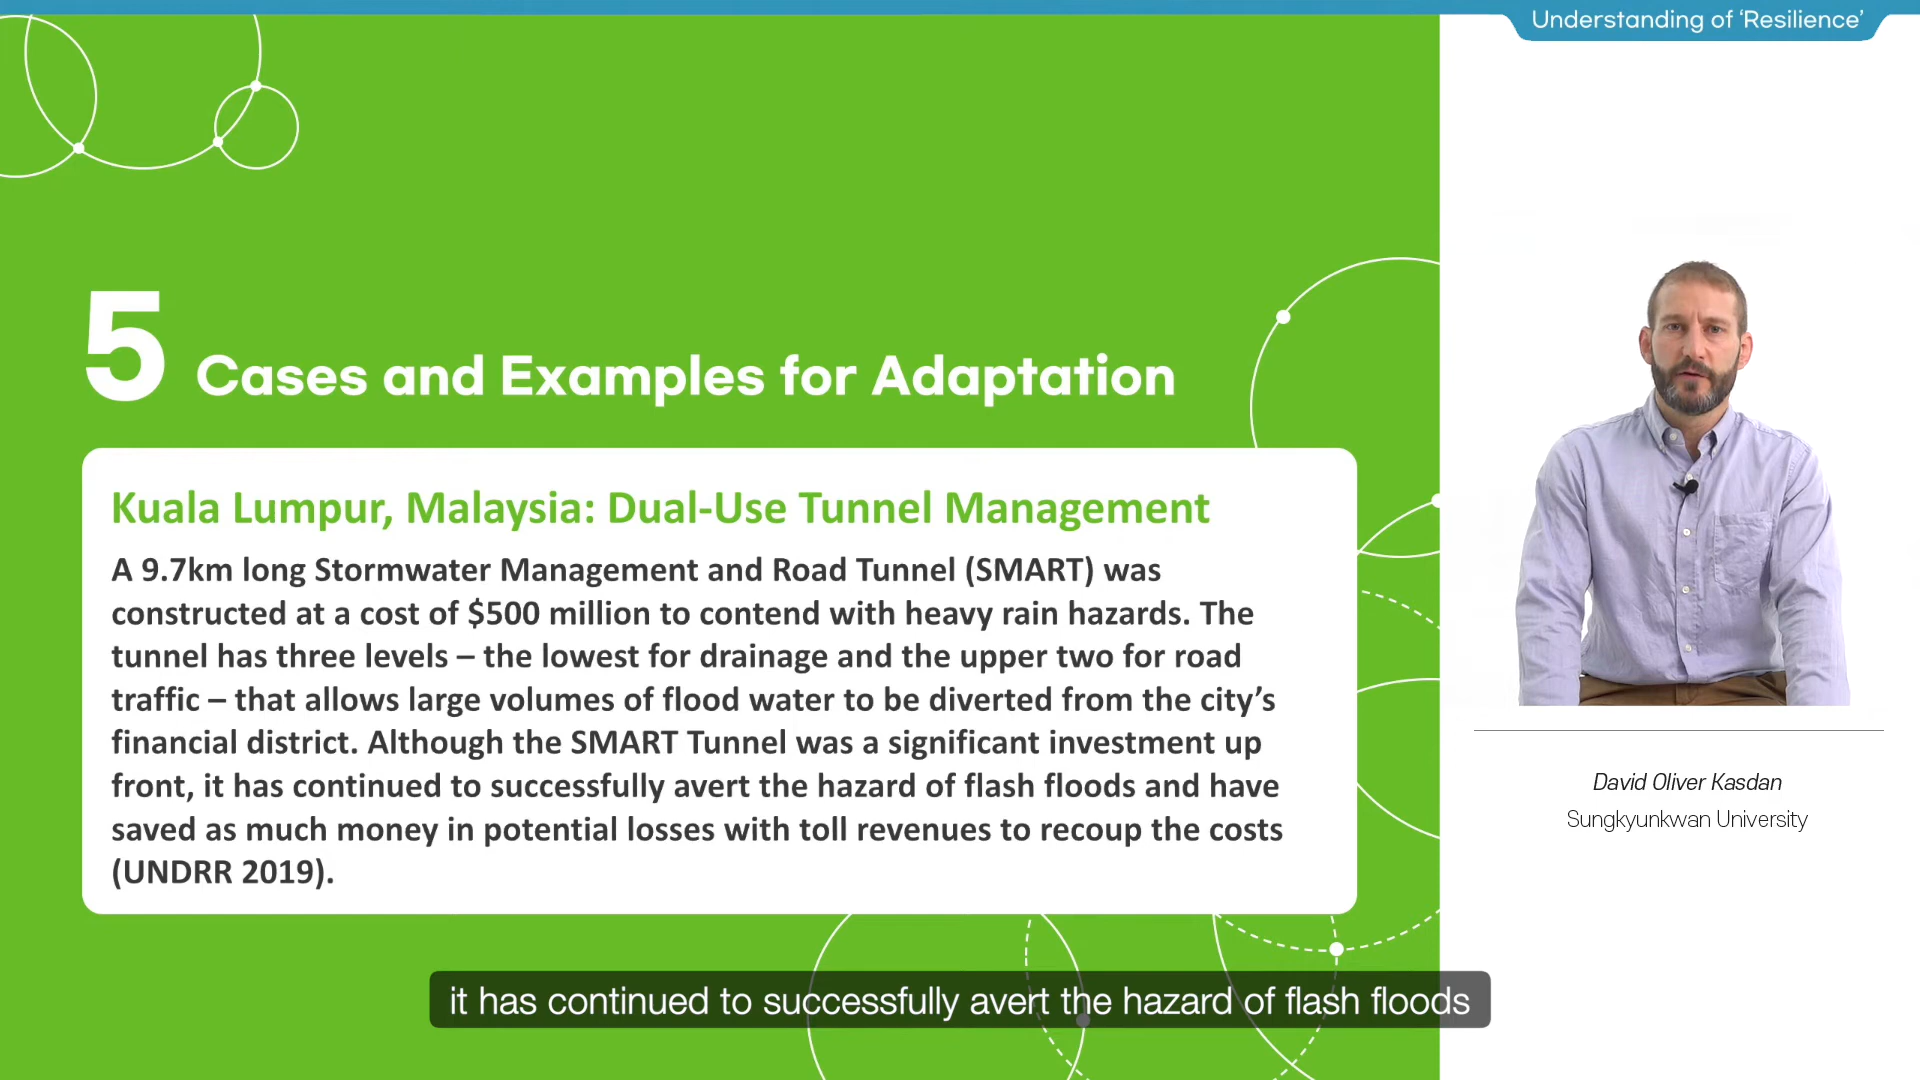 Understanding of ‘Resilience’
5 Cases and Examples for Adaptation
Kuala Lumpur, Malaysia: Dual-Use Tunnel Management
A 9.7km long Stormwater Management and Road Tunnel (SMART) was
constructed at a cost of $500 million to contend with heavy rain hazards. The
tunnel has three levels – the lowest for drainage and the upper two for road
traffic – that allows large volumes of flood water to be diverted from the city’s
financial district. Although the SMART Tunnel was a significant investment up
front, it has continued to successfully avert the hazard of flash floods and have
saved as much money in potential losses with toll revenues to recoup the costs
(UNDRR 2019).
David Oliver Kasdan
Sungkyunkwan University
it has continued to successfully avert the hazard of flash floods